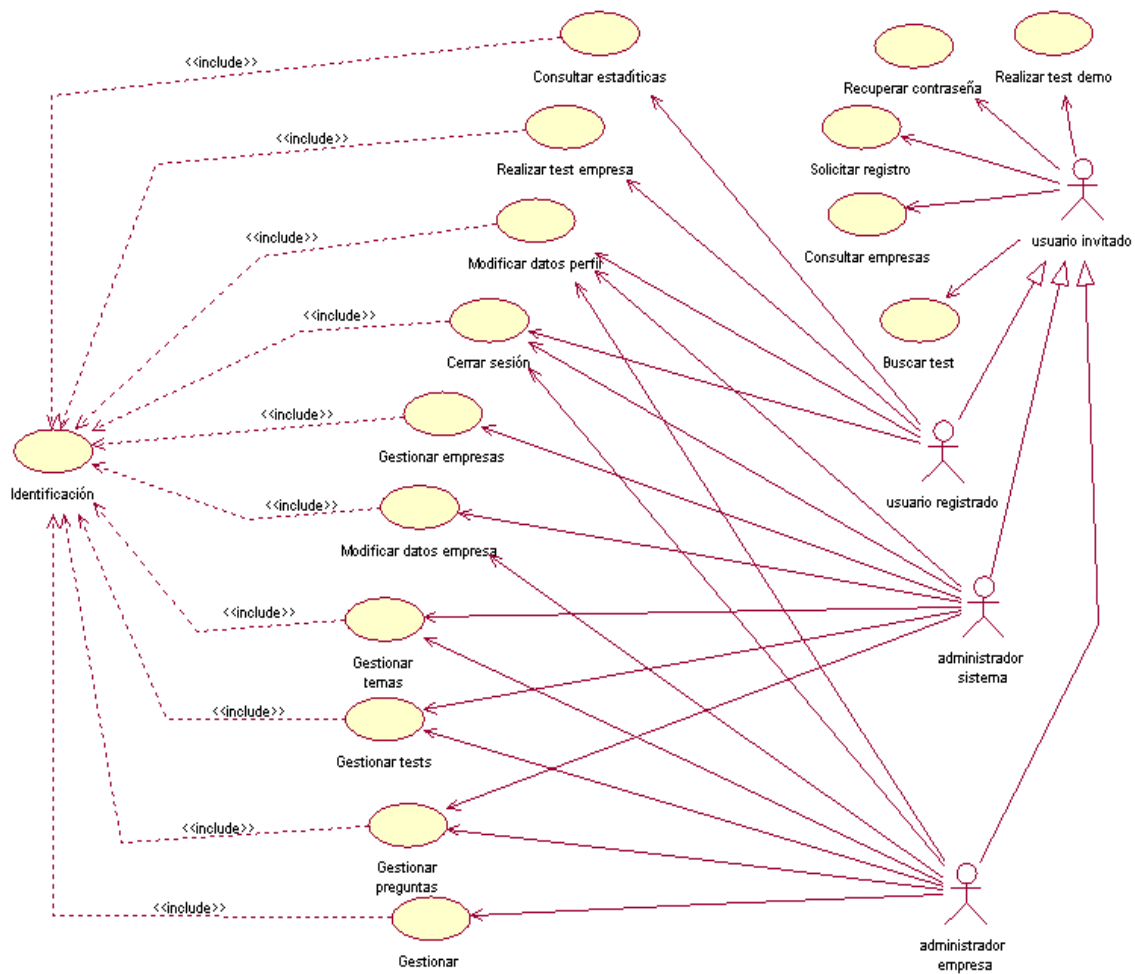 <<include>>
Consultar estadíticas
Recuperar contraseña
Realizar test demo
<<include>>
Realizar test empresa
Solicitar registro
<<include>>
Modificar datos perfil
Consultar empresas
usuario invitado
<<include>>
Cerrar sesión
Buscar test
<<include>>
Gestionar empresas
Identificación
usuario registrado
<<include>>
Modificar datos empresa
<<include>>
Gestionar
temas
administrador
sistema
<<include>>
Gestionar tests
<<include>>
Gestionar
preguntas
<<include>>
Gestionar
administrador
empresa